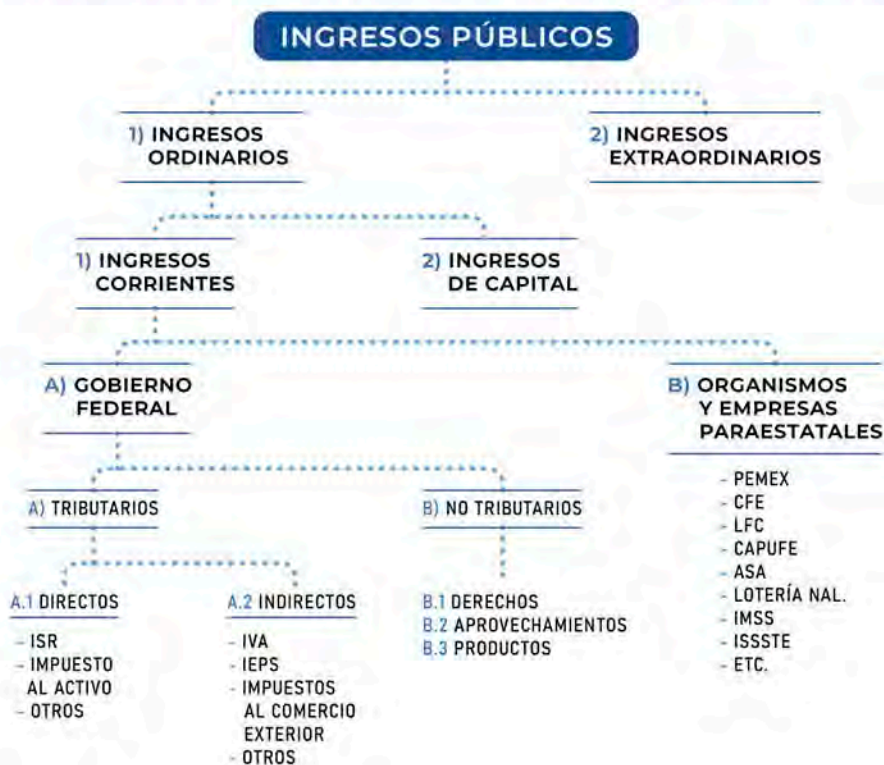 INGRESOS PÚBLICOS
1) INGRESOS
ORDINARIOS
2) INGRESOS
EXTRAORDINARIOS
1) INGRESOS
CORRIENTES
2) INGRESOS
DE CAPITAL
A) GOBIERNO
FEDERAL
B) ORGANISMOS
Y EMPRESAS
PARAESTATALES
- PEMEX
- CFE
- LFC
- CAPUFE
- ASA
- LOTERÍA NAL.
- IMSS
- ISSSTE
- ETC.
A) TRIBUTARIOS
B) NO TRIBUTARIOS
A.1 DIRECTOS
- ISR
- IMPUESTO
AL ACTIVO
- OTROS
A.2 INDIRECTOS
- IVA
- IEPS
- IMPUESTOS
AL COMERCIO
EXTERIOR
- OTROS
B.1 DERECHOS
B.2 APROVECHAMIENTOS
B.3 PRODUCTOS